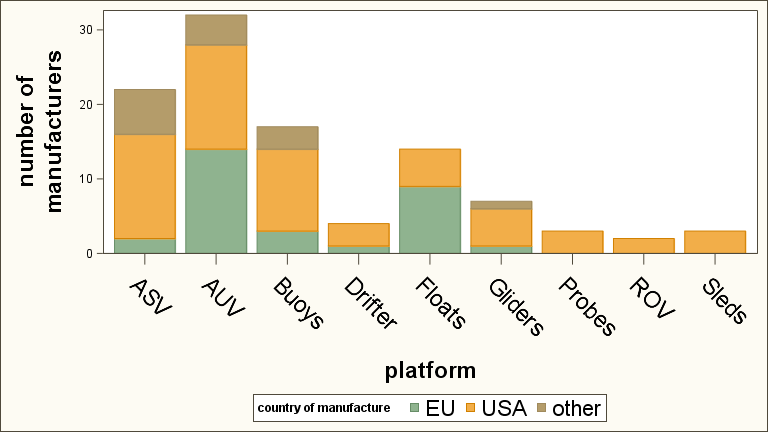 number of
manufacturers
30
20
10
0
ASV
AUV
Buoys
Drifter
Floats
Gliders
Probes
ROV
Sleds
platform
country of manufacture EU USA other